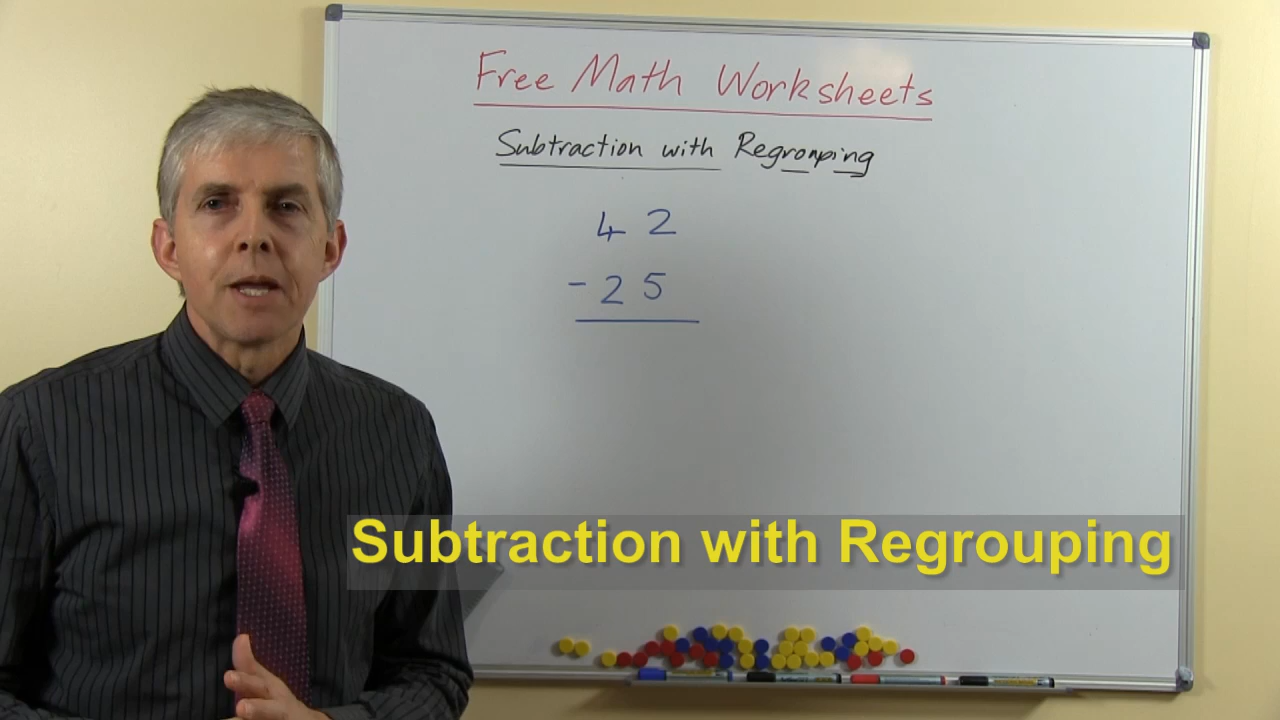 Free Math Worksheets
Subtraction with Regrouping
4 2
- 2 5
Subtraction with Regrouping